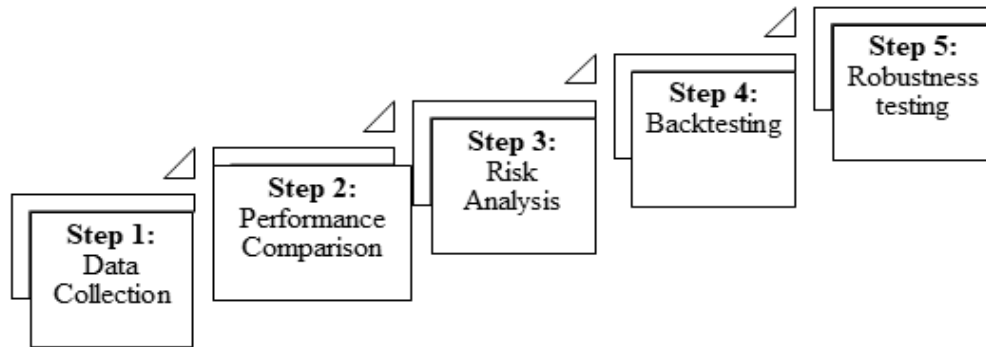 Step 1:
Data
Collection
Step 2:
Performance
Comparison
Step 3:
Risk
Analysis
Step 4:
Backtesting
Step 5:
Robustness
testing